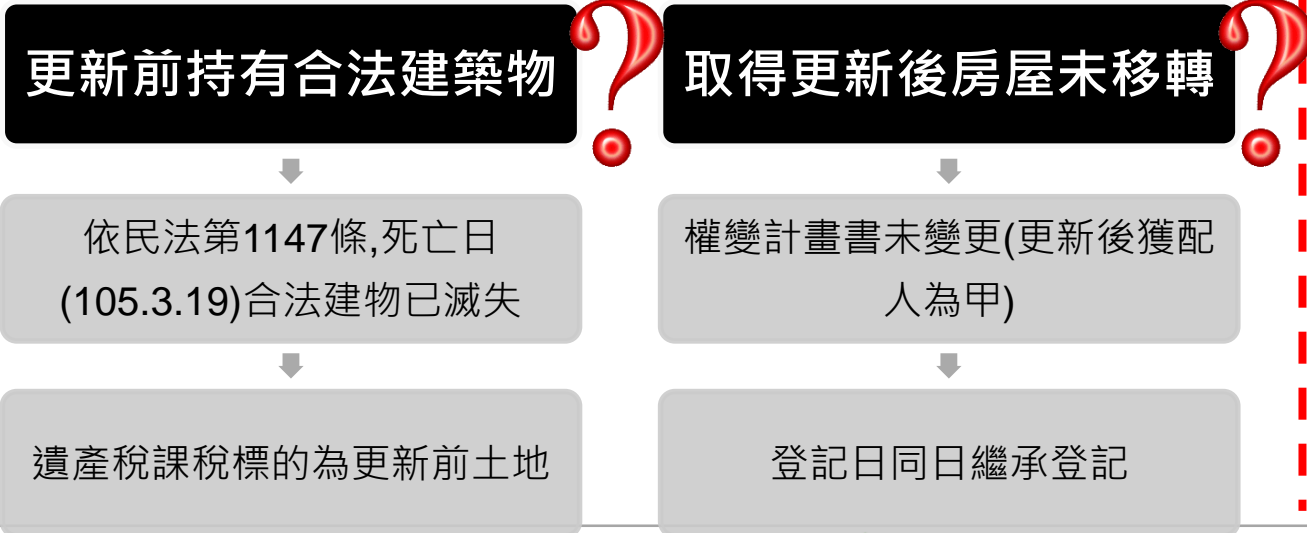 更新前持有合法建築物
?
依民法第1147條,死亡日
(105.3.19)合法建物已滅失
遺產稅課稅標的為更新前土地
取得更新後房屋未移轉
?
權變計畫書未變更(更新後獲配
人為甲)
登記日同日繼承登記